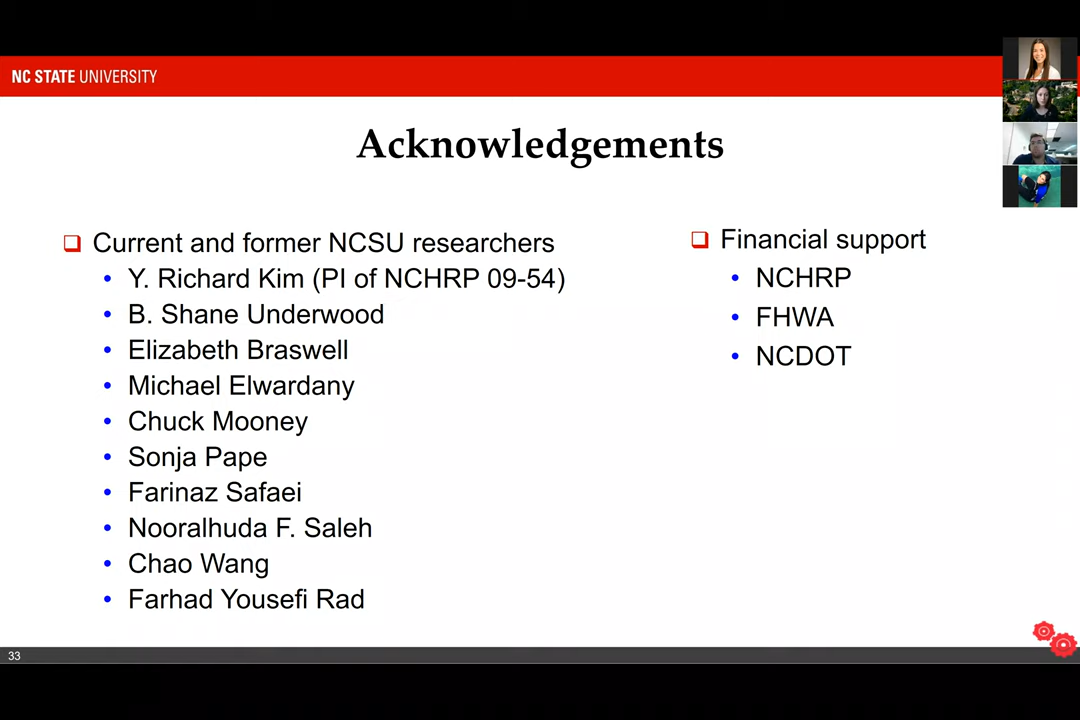 NC STATE UNIVERSITY
Acknowledgements
Current and former NCSU researchers
• Y. Richard Kim (PI of NCHRP 09-54)
• B. Shane Underwood
• Elizabeth Braswell
• Michael Elwardany
• Chuck Mooney
• Sonja Pape
• Farinaz Safaei
• Nooralhuda F. Saleh
• Chao Wang
• Farhad Yousefi Rad
Financial support
• NCHRP
• FHWA
• NCDOT
33